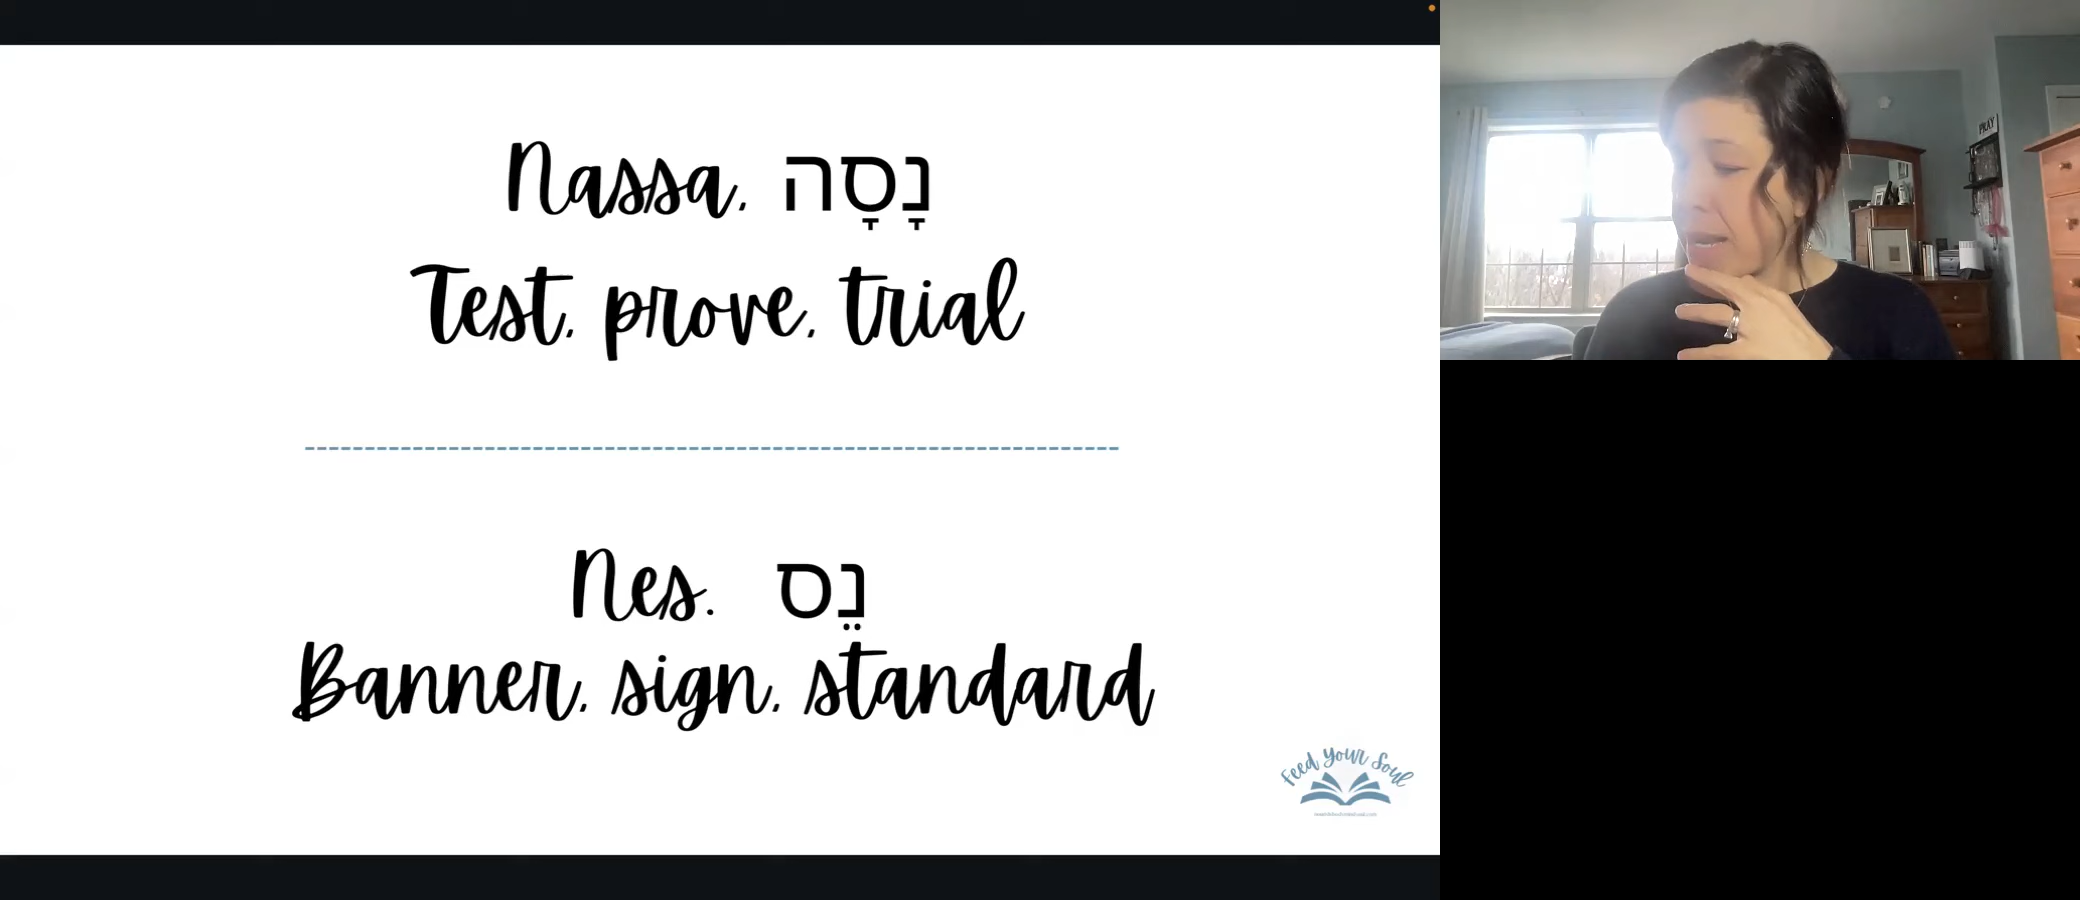 Nassa, נָסָה
Test, prove, trial
Nes. נֵס
Banner, sign, standard
Feed Your Soul
PRAY